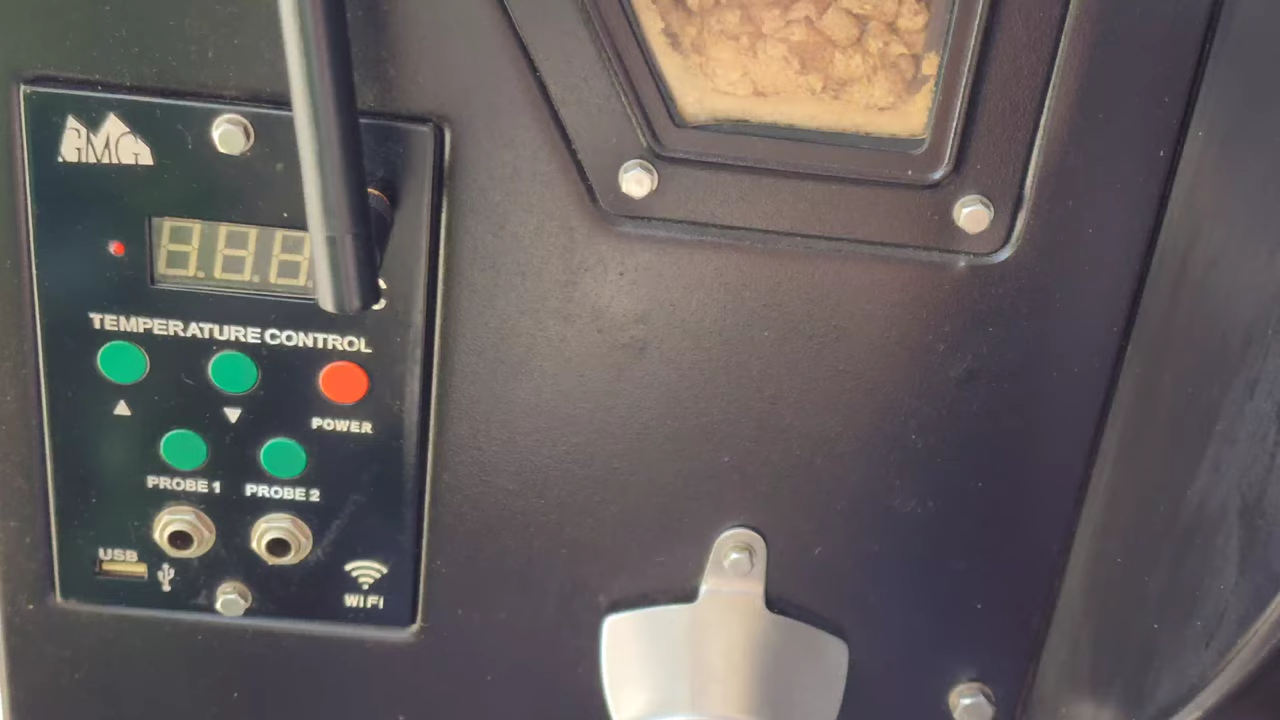 GMG
TEMPERATURE CONTROL
POWER
PROBE 1 PROBE 2
USB
WIFI